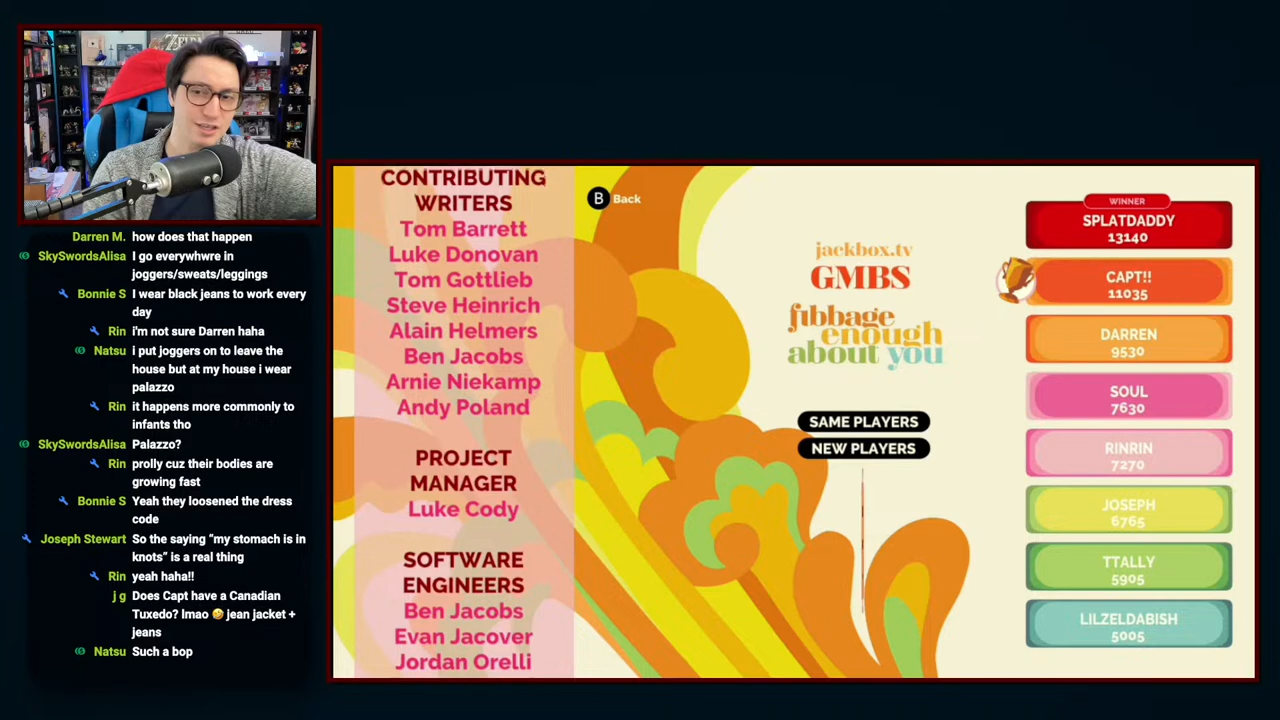 ZELDA
Darren M. how does that happen
SkySwordsAlisa I go everywhwre in
joggers/sweats/leggings
Bonnie S I wear black jeans to work every
day
Rin i'm not sure Darren haha
Natsu i put joggers on to leave the
house but at my house i wear
palazzo
Rin it happens more commonly to
infants tho
SkySwordsAlisa Palazzo?
Rin prolly cuz their bodies are
growing fast
Bonnie S Yeah they loosened the dress
code
Joseph Stewart So the saying “my stomach is in
knots” is a real thing
Rin yeah haha!!
j g Does Capt have a Canadian
Tuxedo? lmao 🤣 jean jacket +
jeans
Natsu Such a bop
CONTRIBUTING
WRITERS
Tom Barrett
Luke Donovan
Tom Gottlieb
Steve Heinrich
Alain Helmers
Ben Jacobs
Arnie Niekamp
Andy Poland
PROJECT
MANAGER
Luke Cody
SOFTWARE
ENGINEERS
Ben Jacobs
Evan Jacover
Jordan Orelli
B Back
jackbox.tv
GMBS
fibbage
enough
about you
SAME PLAYERS
NEW PLAYERS
WINNER
SPLATDADDY
13140
CAPT!!
11035
DARREN
9530
SOUL
7630
RINRIN
7270
JOSEPH
6765
TTALLY
5905
LILZELDABISH
5005